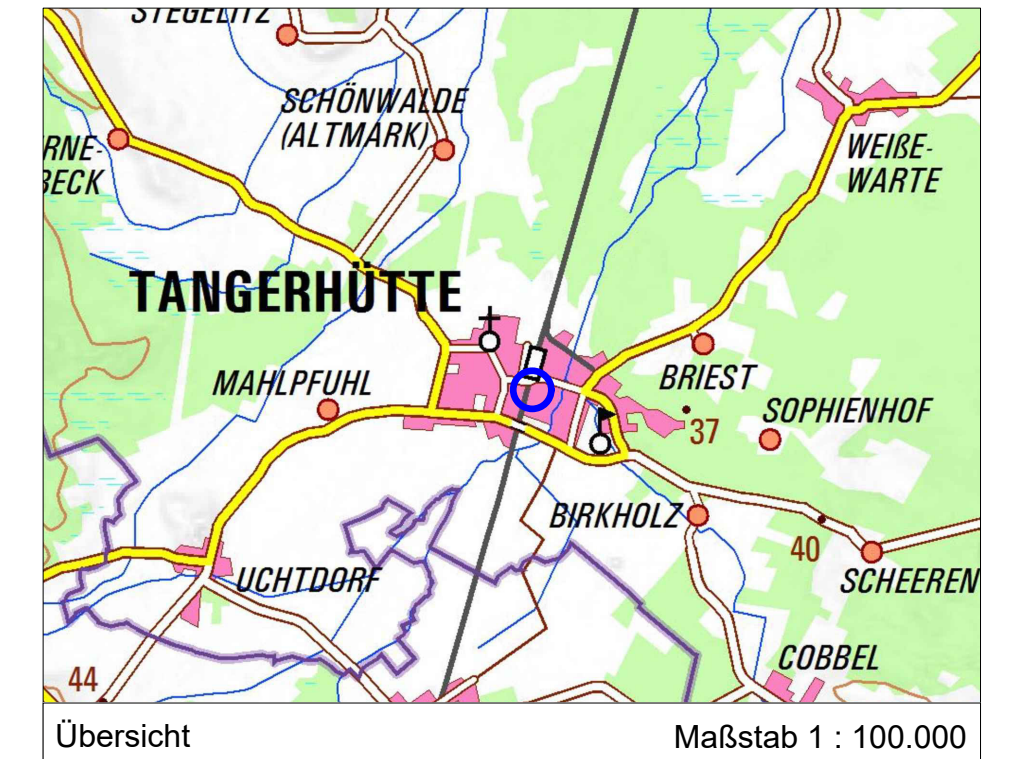 STEGELITZ
SCHÖNWALDE
(ALTMARK)
RNE-
BECK
WEIßE-
WARTE
TANGERHÜTTE
MAHLPFUHL
BRIEST
SOPHIENHOF
37
BIRKHOLZ
40
UCHTDORF
SCHEEREN
COBBEL
44
Übersicht
Maßstab 1 : 100.000